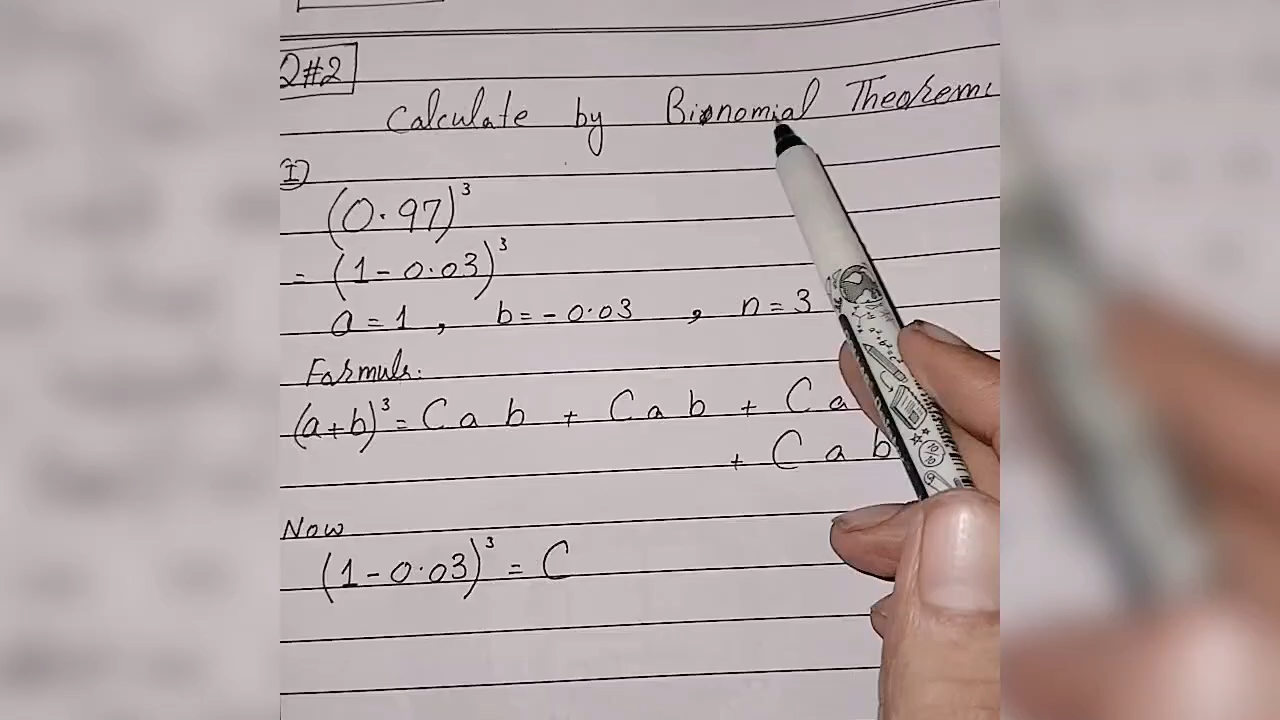 Q#2
Calculate by Binomial Theorem
I)
(0.97)³
= (1-0.03)³
a=1, b=-0.03, n=3
Formula:
(a+b)³ = C a b + C a b + C a
+ C a b
Now
(1-0.03)³ = C